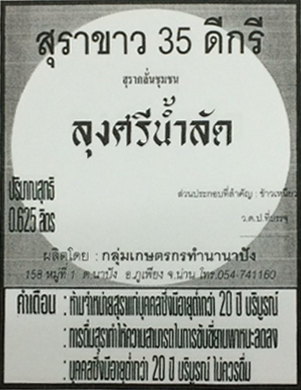 สุราขาว 35 ดีกรี
สุรากลั่นชุมชน
ลุงศรีน้ำลัด
ปริมาณสุทธิ
0.625 ลิตร
ส่วนประกอบที่สำคัญ : ข้าวเหนียว
ว.ด.ป.ที่บรรจุ
ผลิตโดย : กลุ่มเกษตรกรทำนานาปัง
158 หมู่ที่ 1 ต.นาปัง อ.ภูเพียง จ.น่าน โทร.054-741160
คำเตือน : ห้ามจำหน่ายสุราแก่บุคคลซึ่งมีอายุต่ำกว่า 20 ปี บริบูรณ์
: การดื่มสุราทำให้ความสามารถในการขับขี่ยานพาหนะลดลง
: บุคคลซึ่งมีอายุต่ำกว่า 20 ปี บริบูรณ์ ไม่ควรดื่ม